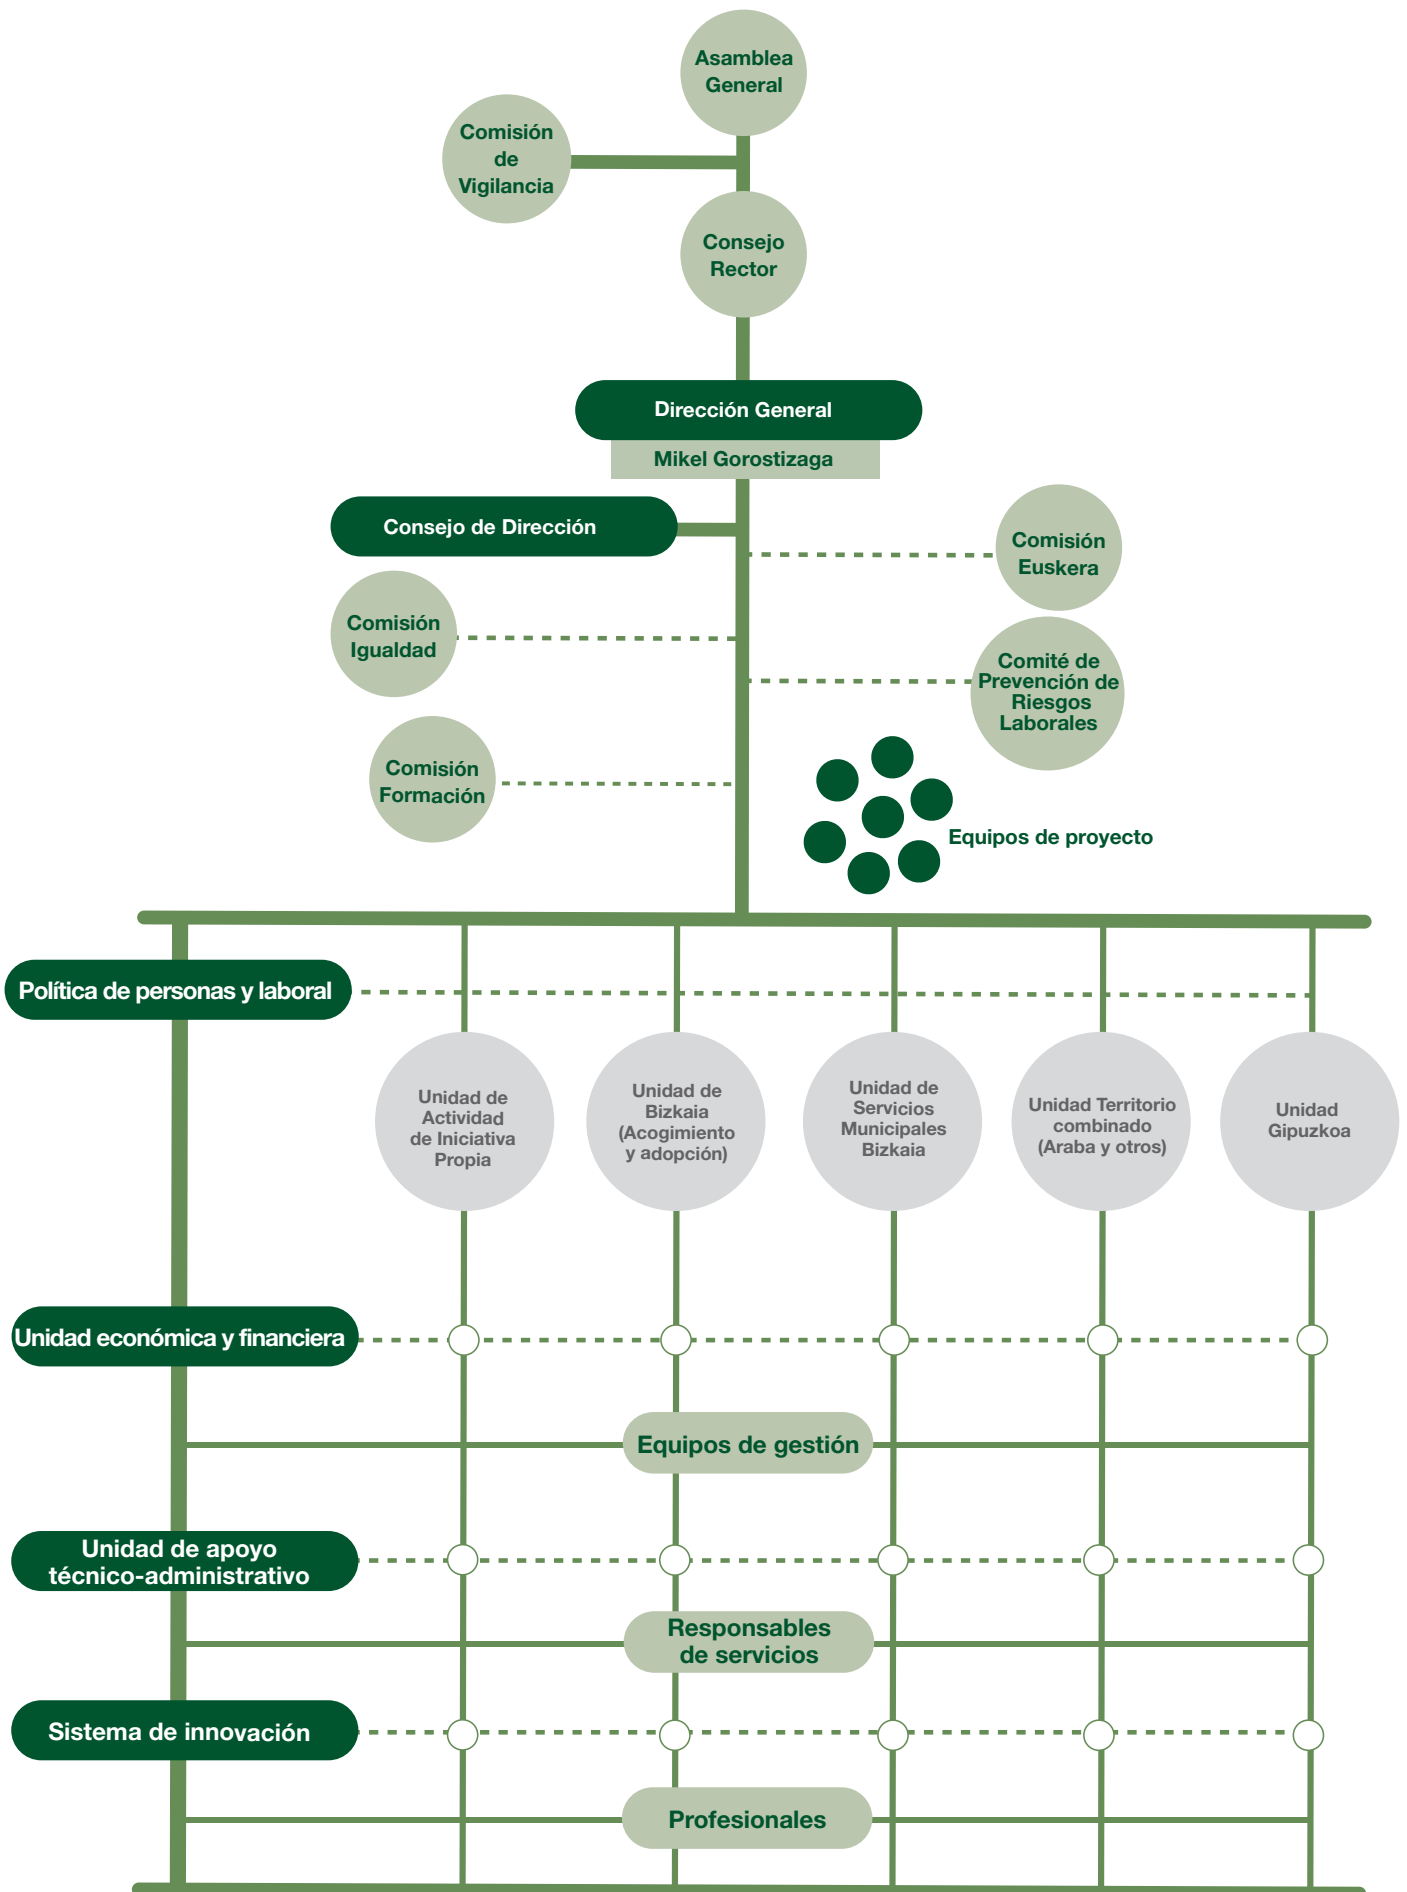 Asamblea
General
Comisión
de
Vigilancia
Consejo
Rector
Dirección General
Mikel Gorostizaga
Consejo de Dirección
Comisión
Euskera
Comisión
Igualdad
Comité de
Prevención de
Riesgos
Laborales
Comisión
Formación
Equipos de proyecto
Política de personas y laboral
Unidad de
Actividad
de Iniciativa
Propia
Unidad de
Bizkaia
(Acogimiento
y adopción)
Unidad de
Servicios
Municipales
Bizkaia
Unidad Territorio
combinado
(Araba y otros)
Unidad
Gipuzkoa
Unidad económica y financiera
Equipos de gestión
Unidad de apoyo
técnico-administrativo
Responsables
de servicios
Sistema de innovación
Profesionales